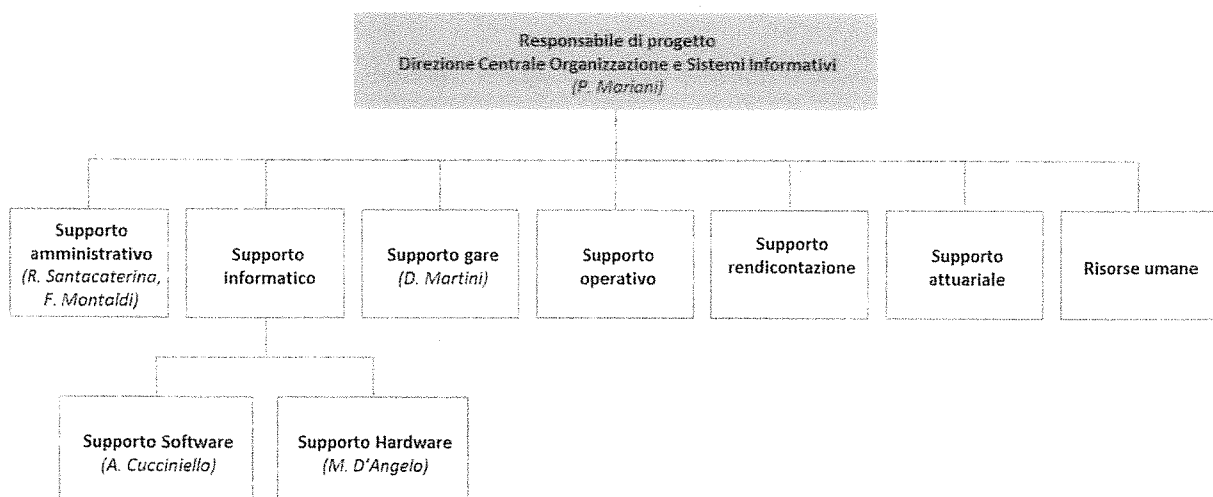 Responsabile di progetto
Direzione Centrale Organizzazione e Sistemi Informativi
(P. Mariani)
Supporto
amministrativo
(R. Santacaterina,
F. Montaldi)
Supporto
informatico
Supporto gare
(D. Martini)
Supporto
operativo
Supporto
rendicontazione
Supporto
attuariale
Risorse umane
Supporto Software
(A. Cucciniello)
Supporto Hardware
(M. D'Angelo)